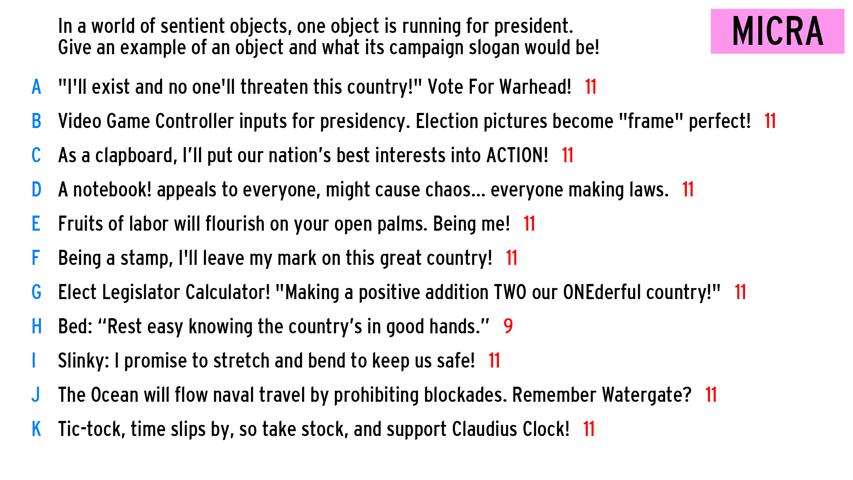 In a world of sentient objects, one object is running for president.
Give an example of an object and what its campaign slogan would be!
MICRA
A "I'll exist and no one'll threaten this country!" Vote For Warhead! 11
B Video Game Controller inputs for presidency. Election pictures become "frame" perfect! 11
C As a clapboard, I’ll put our nation’s best interests into ACTION! 11
D A notebook! appeals to everyone, might cause chaos... everyone making laws. 11
E Fruits of labor will flourish on your open palms. Being me! 11
F Being a stamp, I'll leave my mark on this great country! 11
G Elect Legislator Calculator! "Making a positive addition TWO our ONEderful country!" 11
H Bed: “Rest easy knowing the country’s in good hands.” 9
I Slinky: I promise to stretch and bend to keep us safe! 11
J The Ocean will flow naval travel by prohibiting blockades. Remember Watergate? 11
K Tic-tock, time slips by, so take stock, and support Claudius Clock! 11